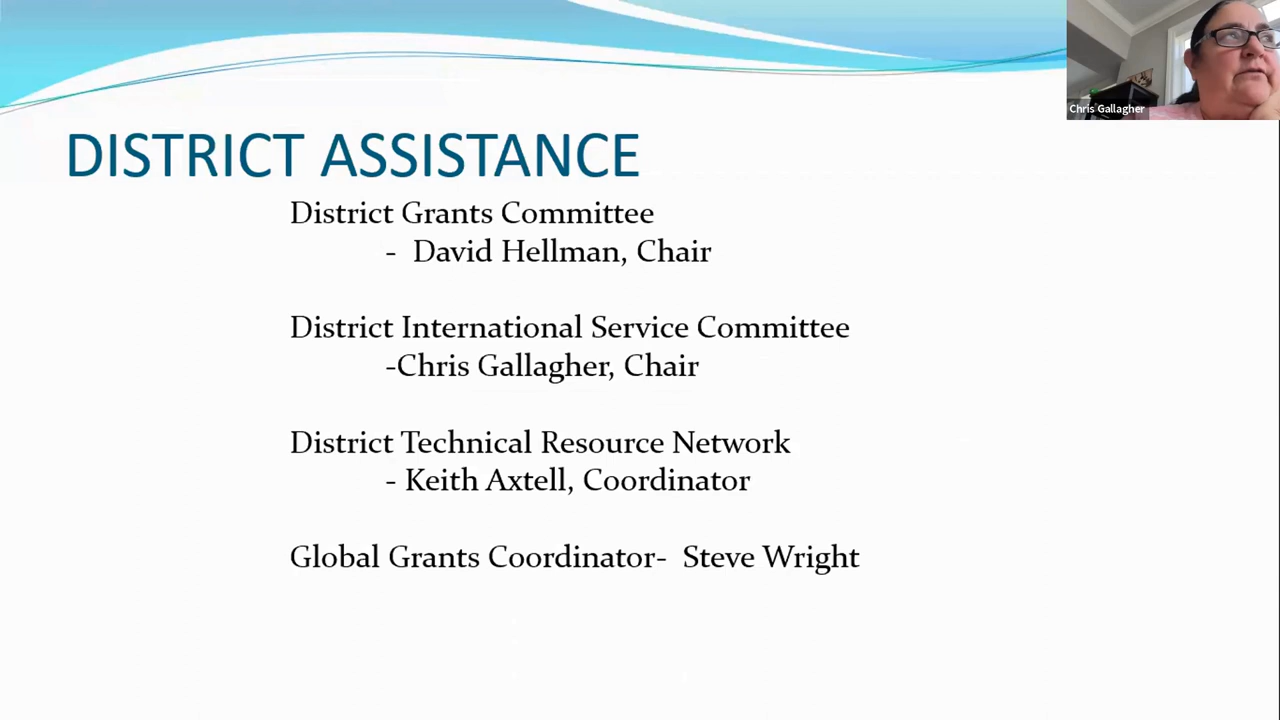 Chris Gallagher
DISTRICT ASSISTANCE
District Grants Committee
- David Hellman, Chair
District International Service Committee
-Chris Gallagher, Chair
District Technical Resource Network
- Keith Axtell, Coordinator
Global Grants Coordinator- Steve Wright